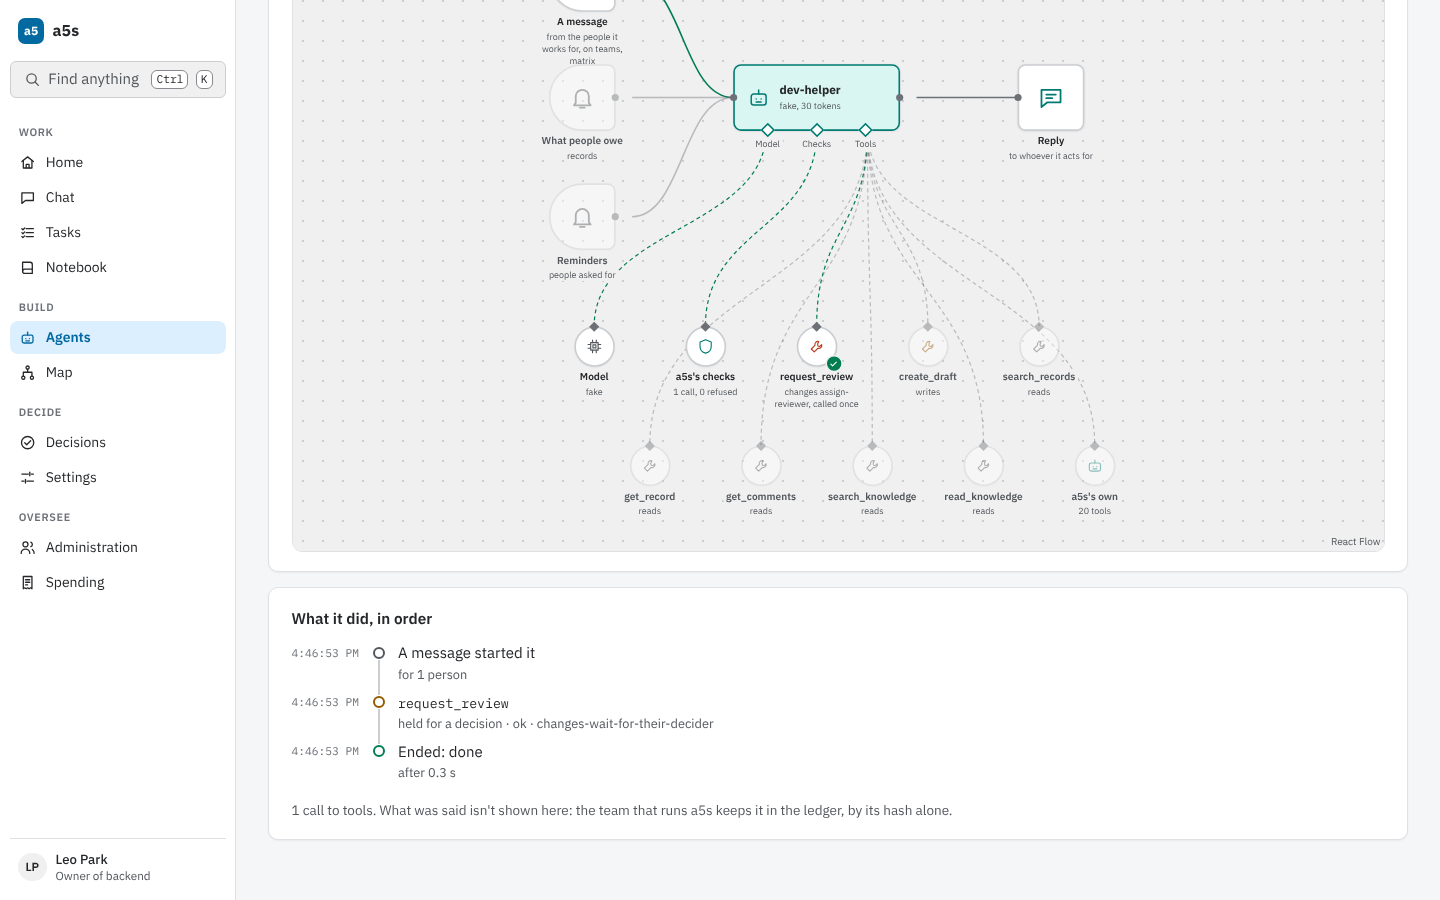 a5 a5s
Find anything Ctrl K
WORK
Home
Chat
Tasks
Notebook
BUILD
Agents
Map
DECIDE
Decisions
Settings
OVERSEE
Administration
Spending
LP Leo Park
Owner of backend
A message
from the people it
works for, on teams,
matrix
What people owe
records
Reminders
people asked for
dev-helper
fake, 30 tokens
Model Checks Tools
Reply
to whoever it acts for
Model
fake
a5s's checks
1 call, 0 refused
request_review
changes assign-
reviewer, called once
create_draft
writes
search_records
reads
get_record
reads
get_comments
reads
search_knowledge
reads
read_knowledge
reads
a5s's own
20 tools
React Flow
What it did, in order
4:46:53 PM A message started it
for 1 person
4:46:53 PM request_review
held for a decision · ok · changes-wait-for-their-decider
4:46:53 PM Ended: done
after 0.3 s
1 call to tools. What was said isn't shown here: the team that runs a5s keeps it in the ledger, by its hash alone.